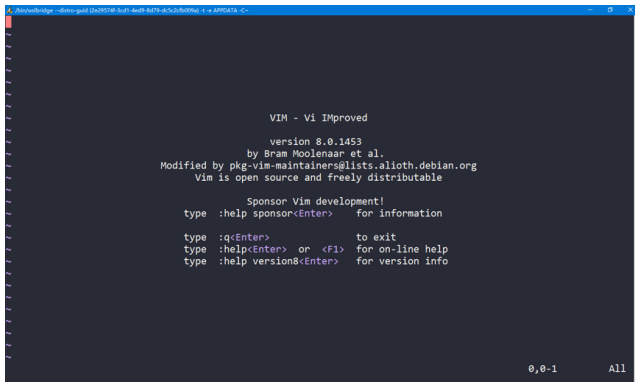 /bin/wslbridge --distro-guid {2e29574f-3cd1-4ed9-8d79-dc5c2cfb009a} -t -e APPDATA -C~
~
~
~
~
~
~
~
~ VIM - Vi IMproved
~
~ version 8.0.1453
~ by Bram Moolenaar et al.
~ Modified by pkg-vim-maintainers@lists.alioth.debian.org
~ Vim is open source and freely distributable
~
~ Sponsor Vim development!
~ type :help sponsor<Enter> for information
~
~ type :q<Enter> to exit
~ type :help<Enter> or <F1> for on-line help
~ type :help version8<Enter> for version info
~
~
~
~
~
~
~
~
0,0-1 All